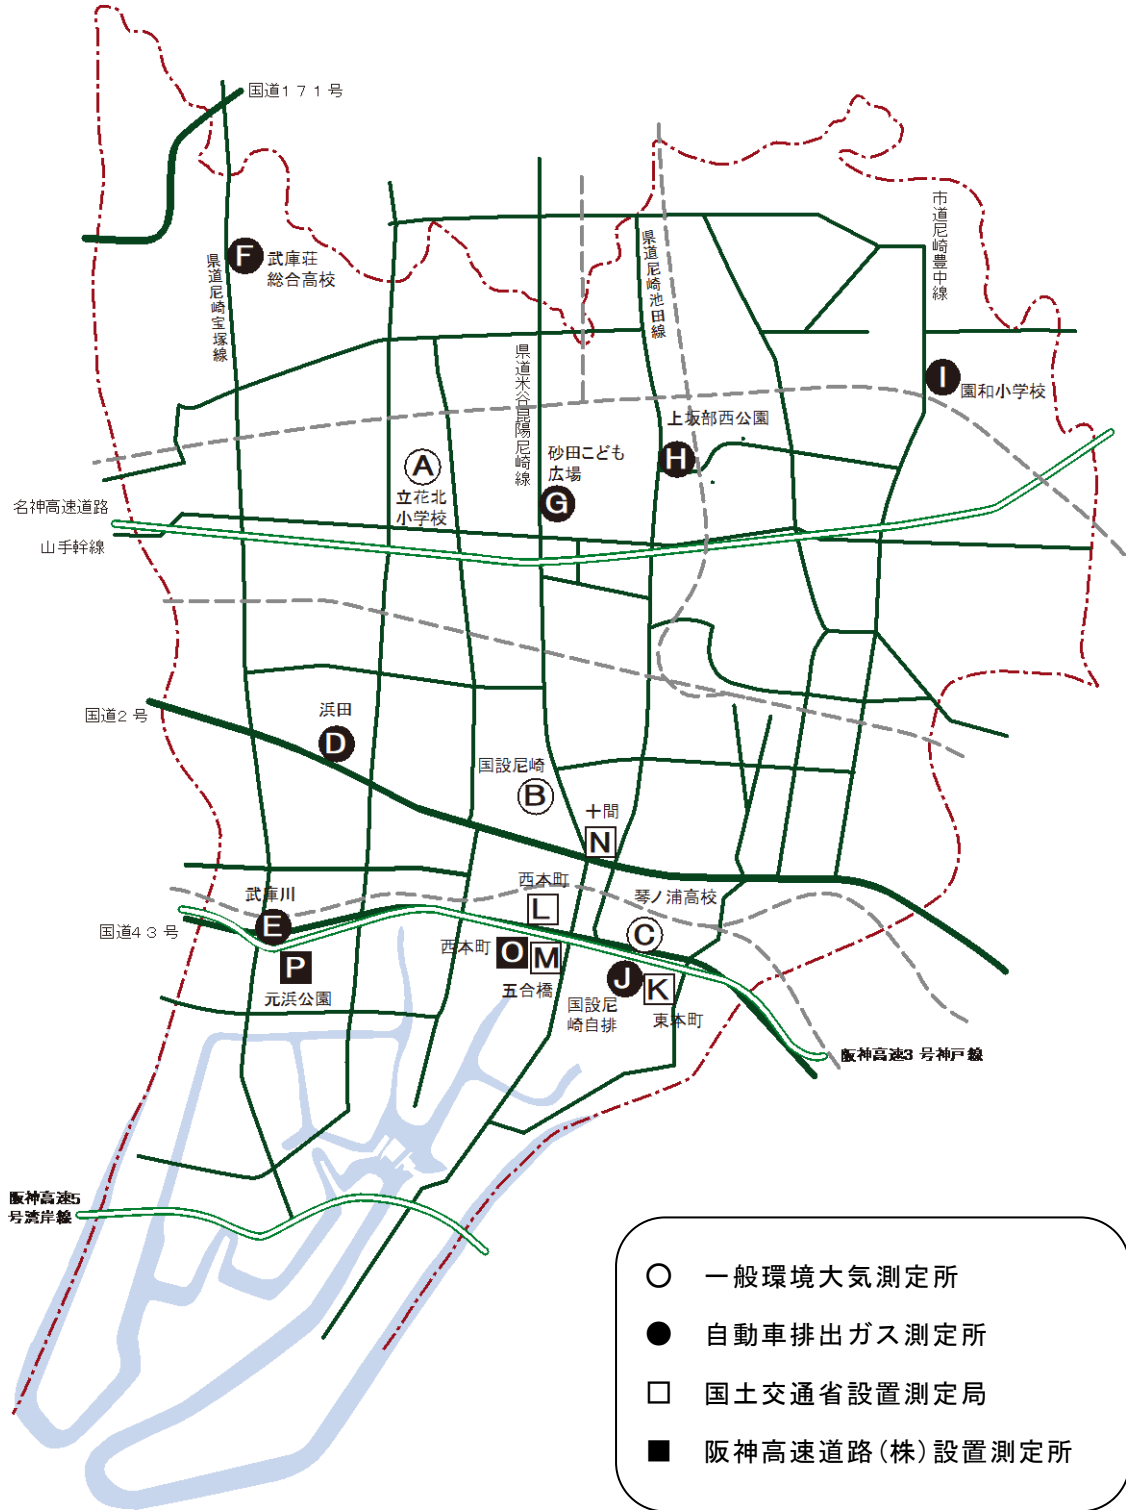 国道171号
市道尼崎豊中線
県道尼崎池田線
F
武庫荘
総合高校
県道尼崎宝塚線
県道米谷昆陽尼崎線
I
園和小学校
上坂部西公園
H
A
立花北
小学校
砂田こども
広場
G
名神高速道路
山手幹線
国道2号
浜田
D
国設尼崎
B
十間
N
西本町
L
武庫川
E
琴ノ浦高校
C
国道43号
西本町
O
M
五合橋
P
元浜公園
J
国設尼
崎自排
K
東本町
阪神高速3号神戸線
阪神高速5
号湾岸線
一般環境大気測定所
自動車排出ガス測定所
国土交通省設置測定局
阪神高速道路(株)設置測定所